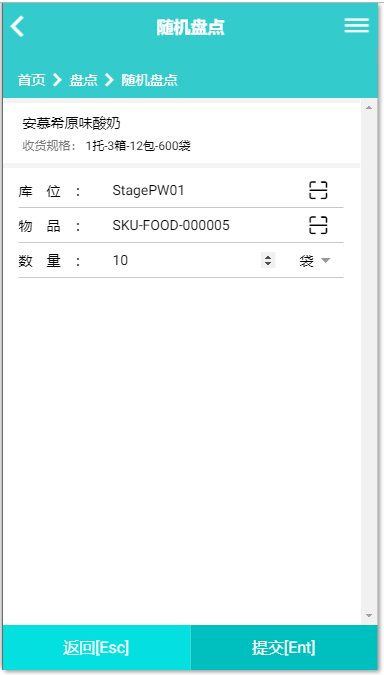 随机盘点
首页 盘点 随机盘点
安慕希原味酸奶
收货规格： 1托-3箱-12包-600袋
库 位 ： StagePW01
物 品 ： SKU-FOOD-000005
数 量 ： 10 袋
返回[Esc] 提交[Ent]